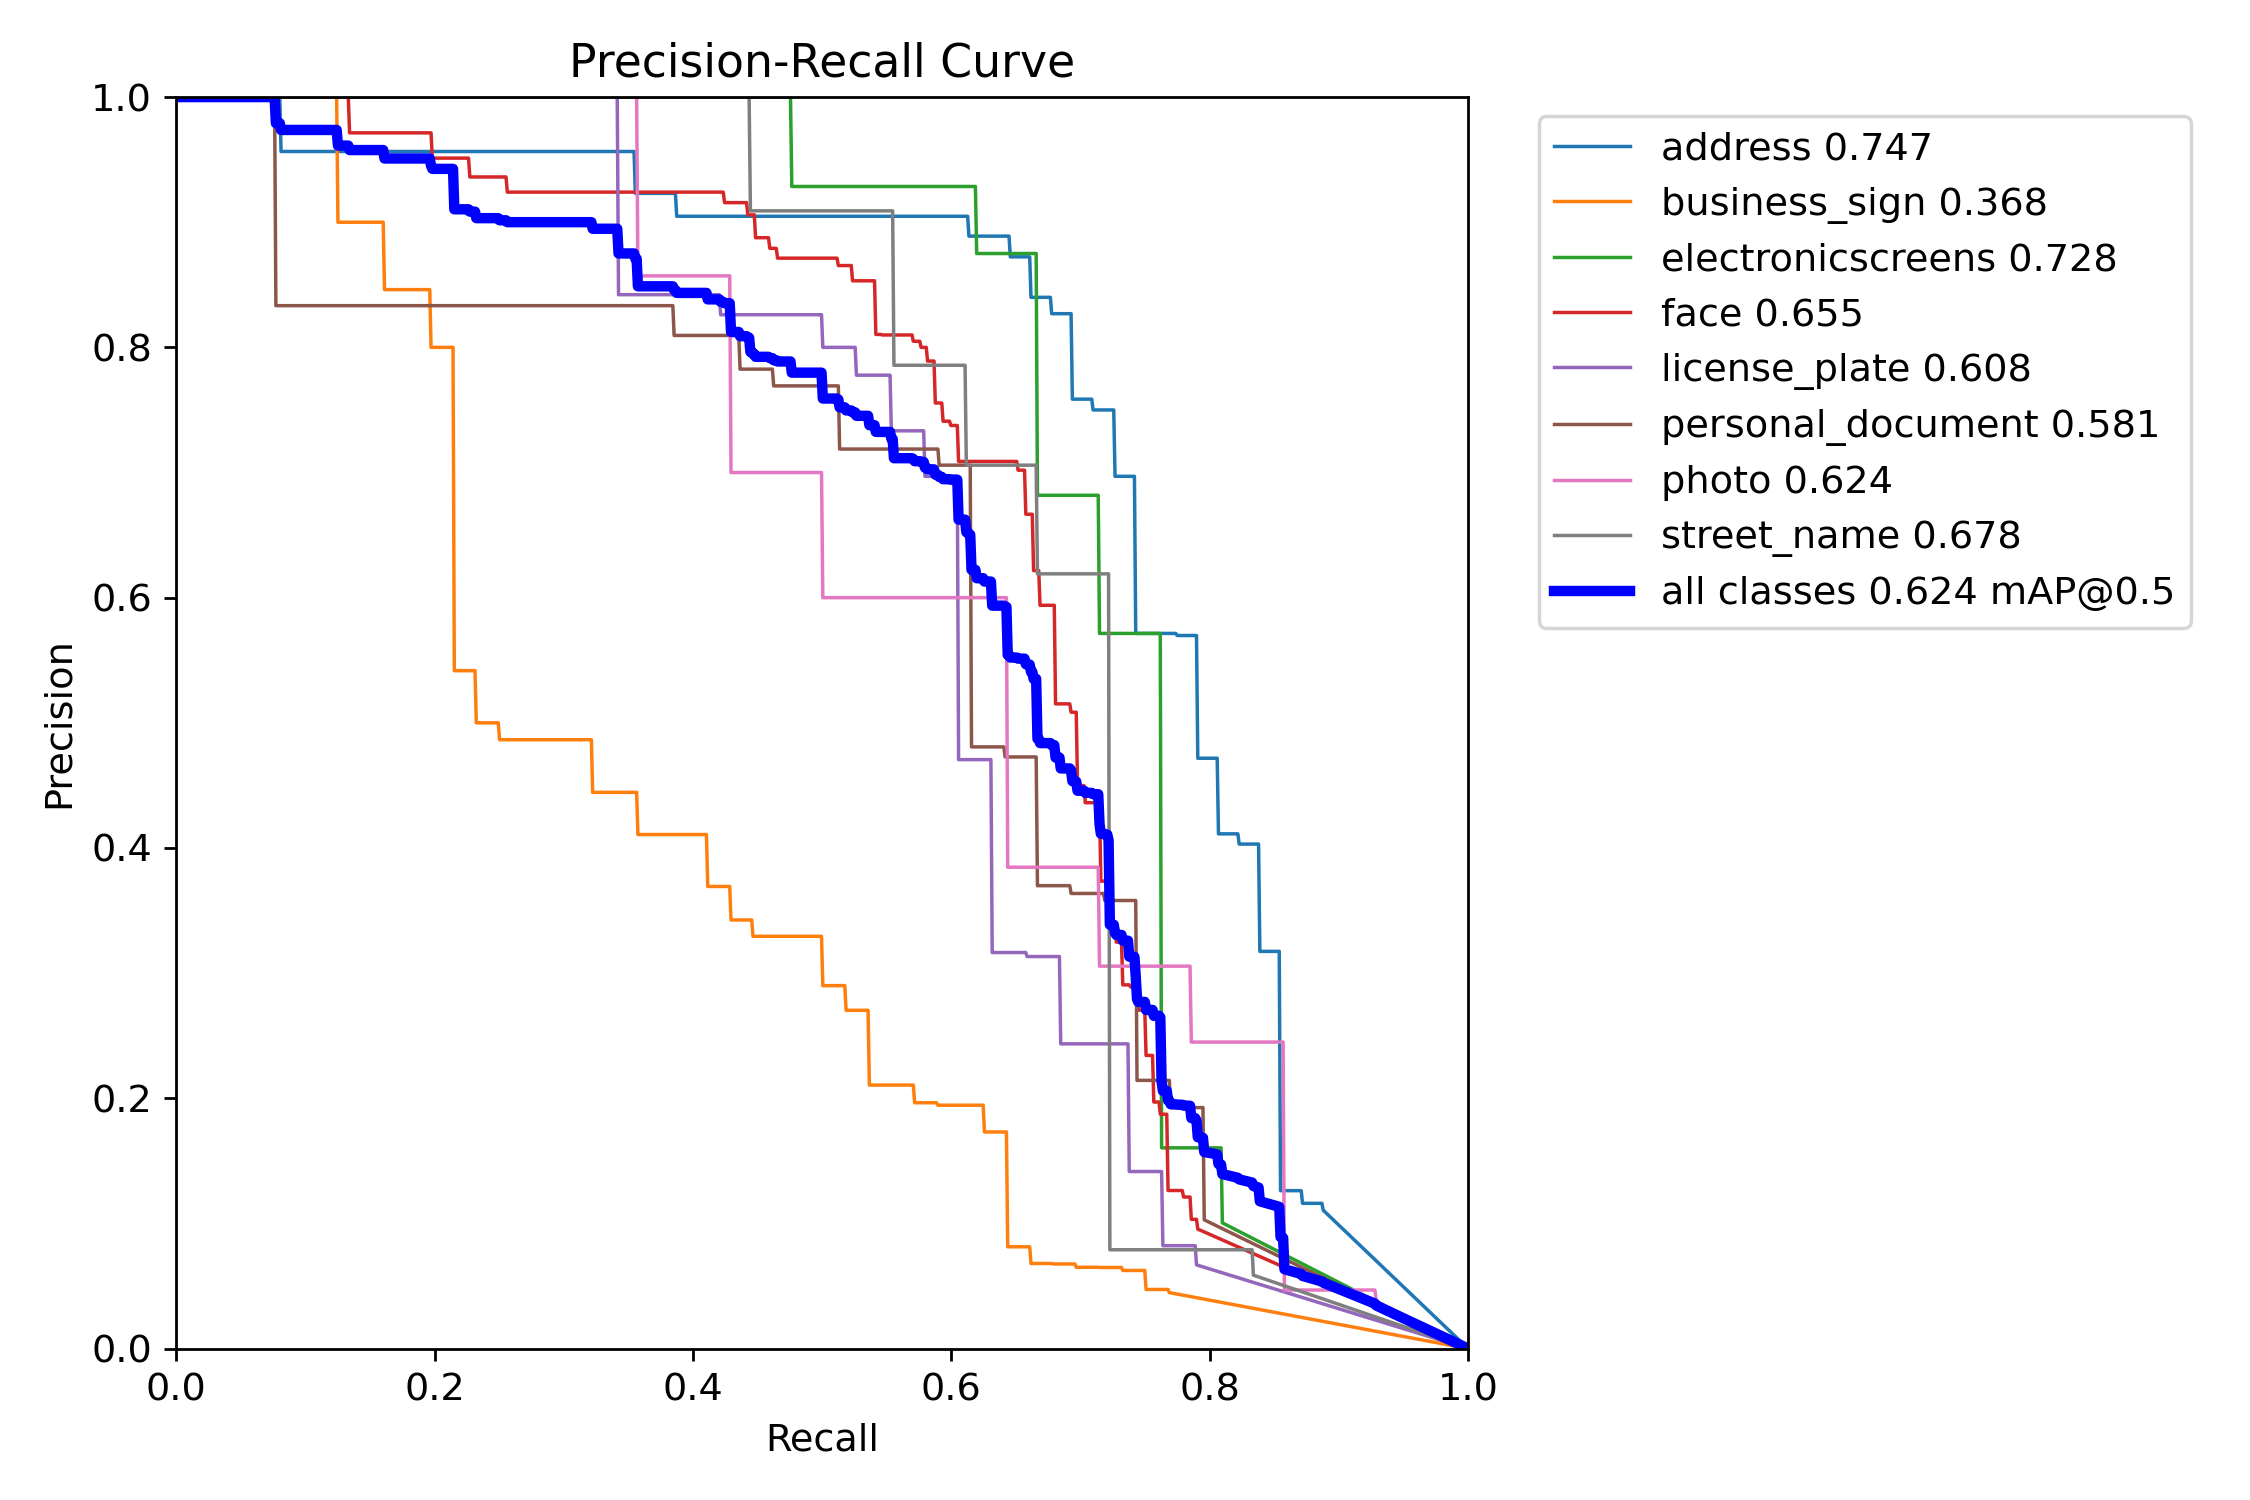 Precision-Recall Curve
1.0
0.8
0.6
0.4
0.2
0.0
Precision
0.0 0.2 0.4 0.6 0.8 1.0
Recall
address 0.747
business_sign 0.368
electronicscreens 0.728
face 0.655
license_plate 0.608
personal_document 0.581
photo 0.624
street_name 0.678
all classes 0.624 mAP@0.5